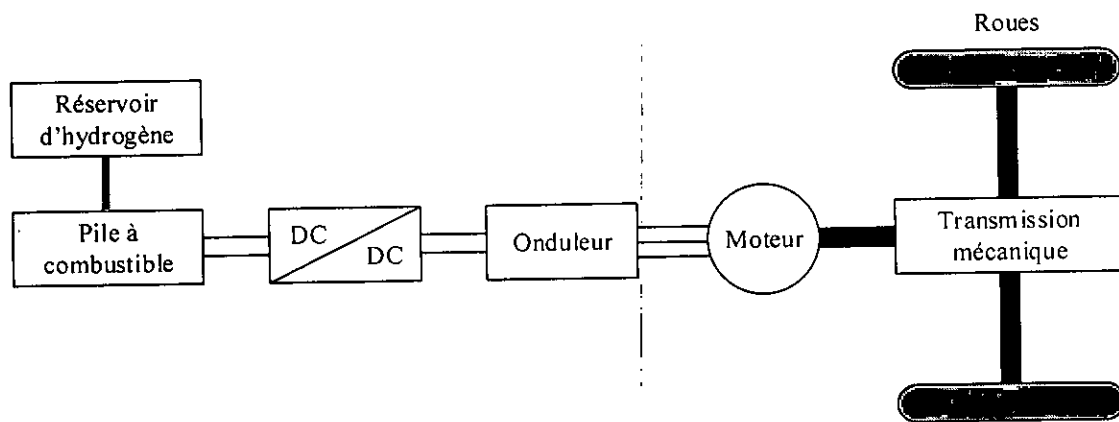 Roues
Réservoir
d'hydrogène
Pile à
combustible
DC
DC
Onduleur
Moteur
Transmission
mécanique